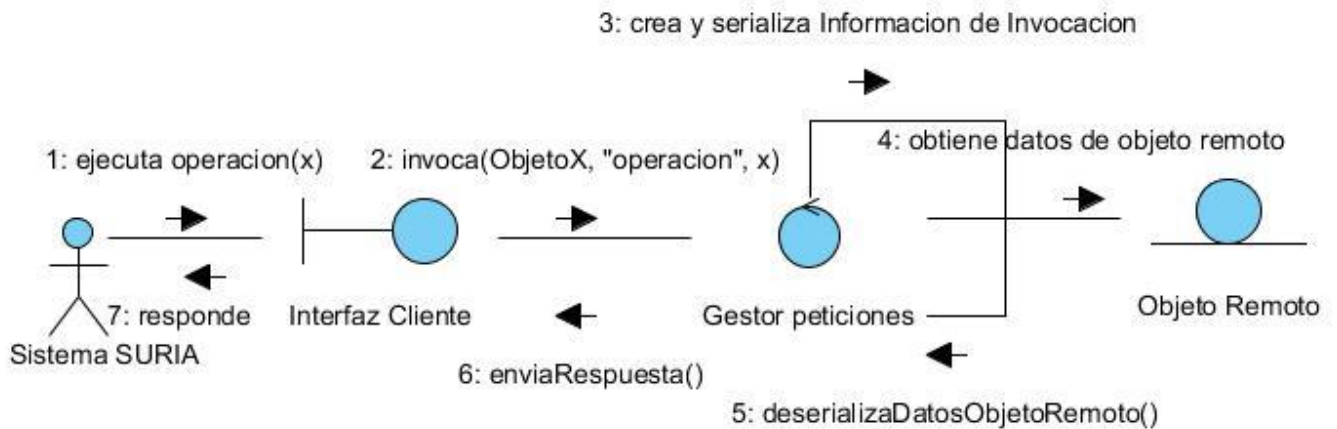 3: crea y serializa Informacion de Invocacion
4: obtiene datos de objeto remoto
1: ejecuta operacion(x)
2: invoca(ObjetoX, "operacion", x)
7: responde
Interfaz Cliente
Gestor peticiones
Objeto Remoto
Sistema SURIA
6: enviaRespuesta()
5: deserializaDatosObjetoRemoto()